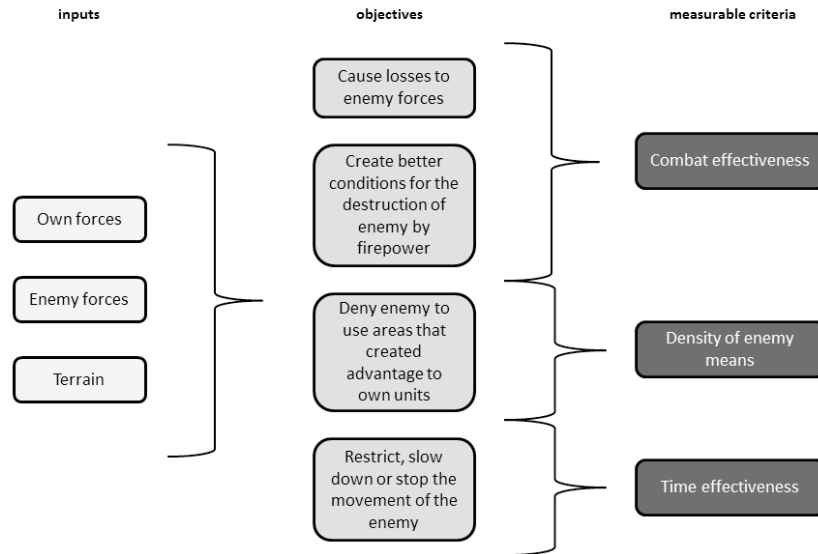 inputs
objectives
measurable criteria
Own forces
Enemy forces
Terrain
Cause losses to
enemy forces
Create better
conditions for the
destruction of
enemy by
firepower
Deny enemy to
use areas that
created
advantage to
own units
Restrict, slow
down or stop the
movement of the
enemy
Combat effectiveness
Density of enemy
means
Time effectiveness